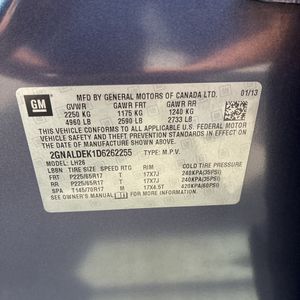 GM
MFD BY GENERAL MOTORS OF CANADA LTD.
GVWR GAWR FRT GAWR RR 01/13
2250 KG 1175 KG 1240 KG
4960 LB 2590 LB 2733 LB
THIS VEHICLE CONFORMS TO ALL APPLICABLE U.S. FEDERAL MOTOR
VEHICLE SAFETY AND THEFT PREVENTION STANDARDS IN EFFECT ON THE
DATE OF MANUFACTURE SHOWN ABOVE.
2GNALDEK1D6262255 TYPE: M.P.V.
MODEL: LH26
TIRE SIZE SPEED RTG RIM COLD TIRE PRESSURE
FRT P225/65R17 T 17X7J 240KPA(35PSI)
RR P225/65R17 T 17X7J 240KPA(35PSI)
SPA T145/70R17 M 17X4.5T 420KPA(60PSI)
SEE OWNER'S MANUAL FOR MORE INFORMATION.